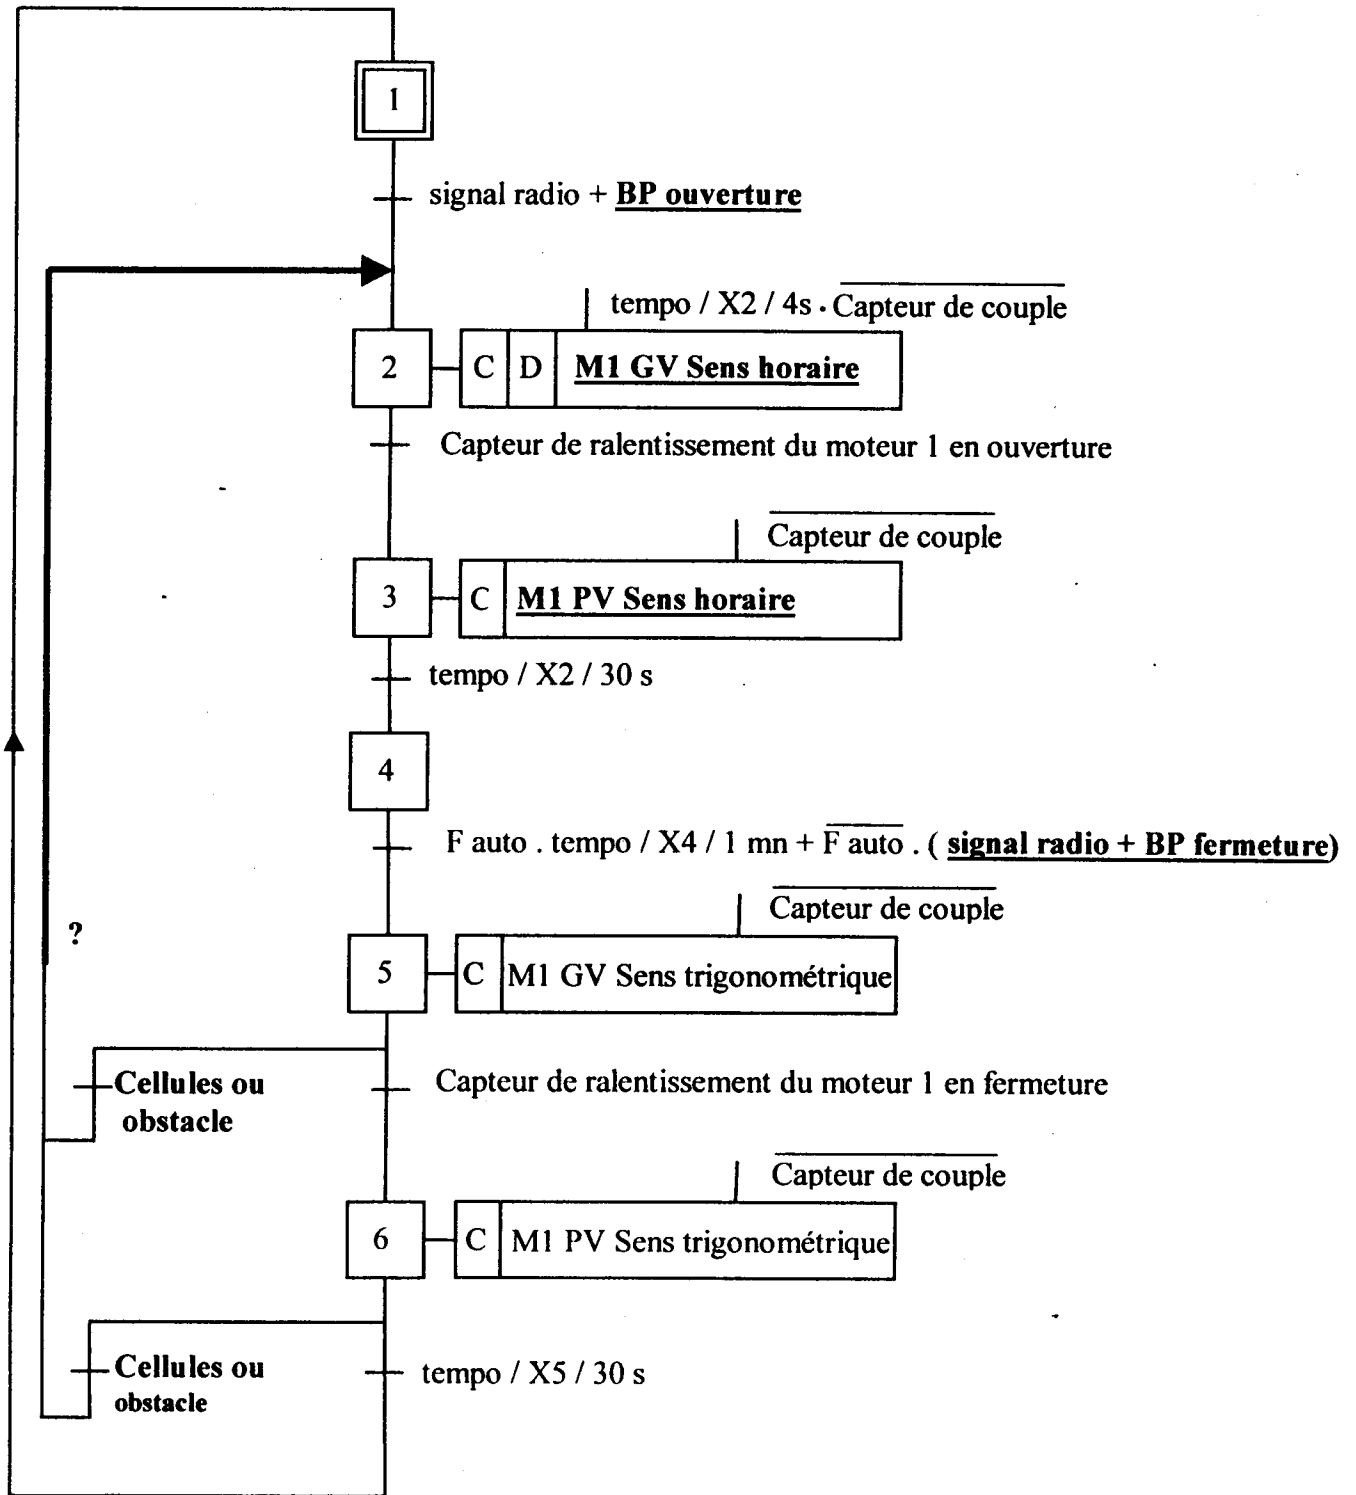 1
signal radio + BP ouverture
tempo / X2 / 4s . Capteur de couple
2 C D M1 GV Sens horaire
Capteur de ralentissement du moteur 1 en ouverture
Capteur de couple
3 C M1 PV Sens horaire
tempo / X2 / 30 s
4
F auto . tempo / X4 / 1 mn + F auto . ( signal radio + BP fermeture)
Capteur de couple
?
5 C M1 GV Sens trigonométrique
Cellules ou
obstacle
Capteur de ralentissement du moteur 1 en fermeture
Capteur de couple
6 C M1 PV Sens trigonométrique
Cellules ou
obstacle
tempo / X5 / 30 s